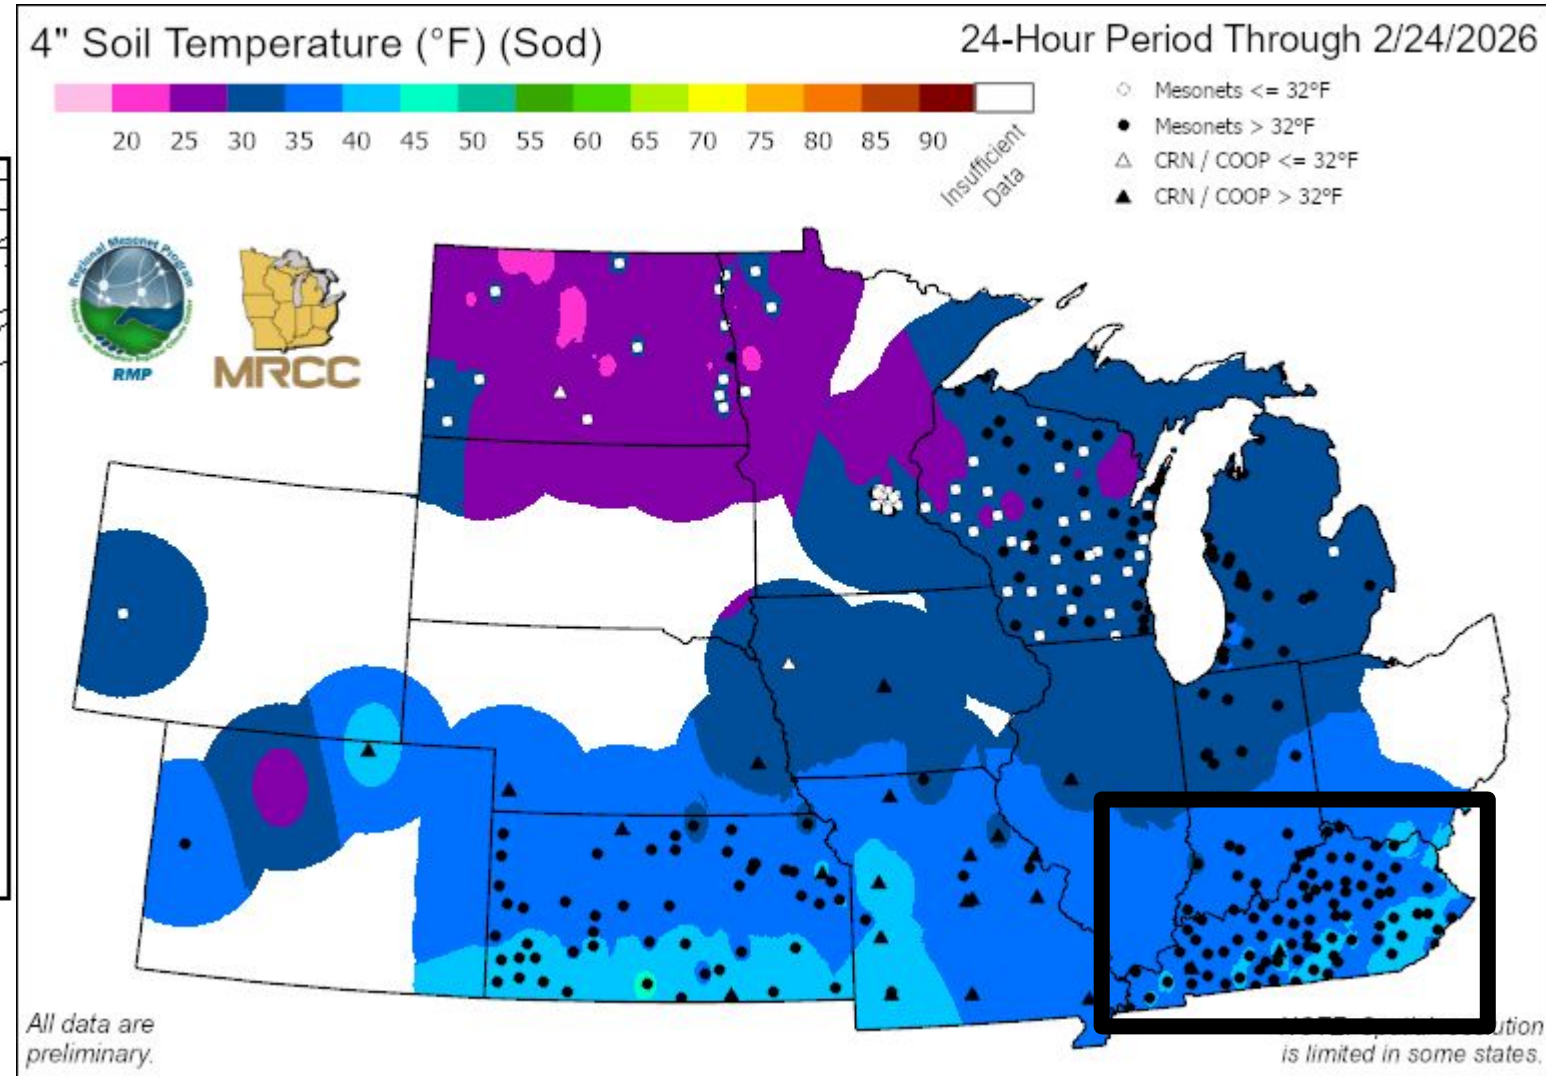 4" Soil Temperature (°F) (Sod)
24-Hour Period Through 2/24/2026
20 25 30 35 40 45 50 55 60 65 70 75 80 85 90
Insufficient
Data
Mesonets <= 32°F
Mesonets > 32°F
CRN / COOP <= 32°F
CRN / COOP > 32°F
Regional Mesonet Program
RMP
MRCC
All data are
preliminary.
is limited in some states.